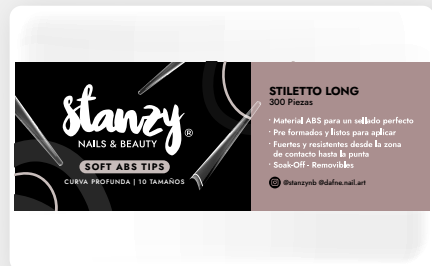 stanzy®
NAILS & BEAUTY
SOFT ABS TIPS
CURVA PROFUNDA | 10 TAMAÑOS
STILETTO LONG
300 Piezas
· Material ABS para un sellado perfecto
· Pre formados y listos para aplicar
· Fuertes y resistentes desde la zona
de contacto hasta la punta
· Soak-Off - Removibles
@stanzynb @dafne.nail.art